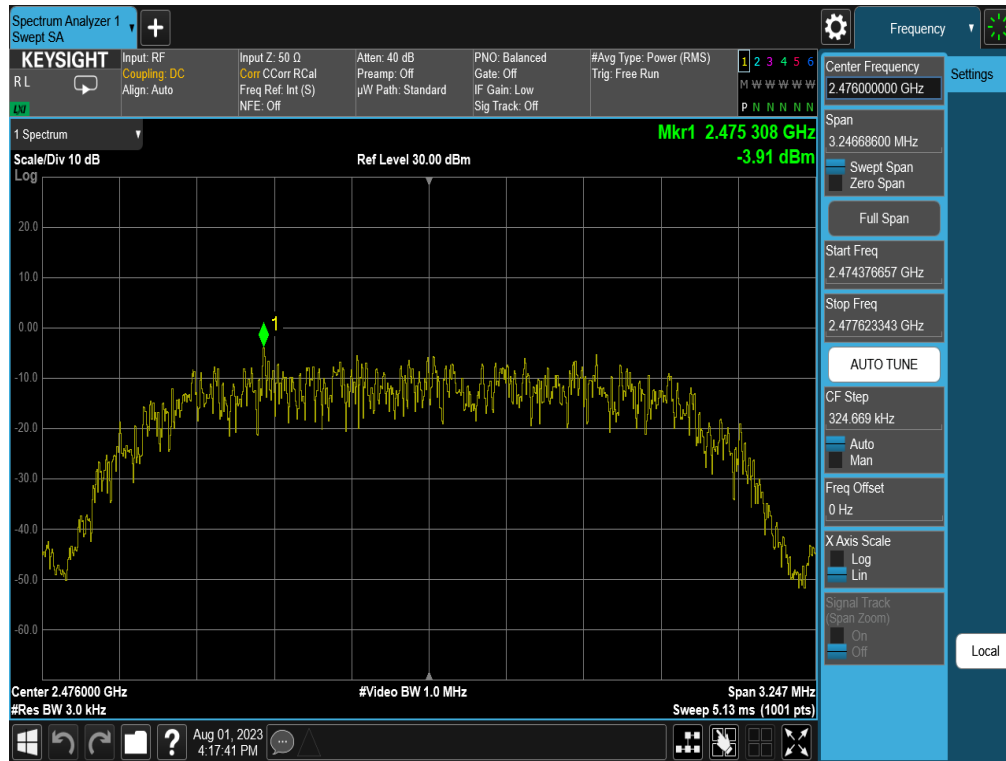 Spectrum Analyzer 1
Swept SA
+
Frequency
KEYSIGHT
R L
LXI
Input: RF
Coupling: DC
Align: Auto
Input Z: 50 Ω
Corr CCorr RCal
Freq Ref: Int (S)
NFE: Off
Atten: 40 dB
Preamp: Off
µW Path: Standard
PNO: Balanced
Gate: Off
IF Gain: Low
Sig Track: Off
#Avg Type: Power (RMS)
Trig: Free Run
1 2 3 4 5 6
M W W W W W
P N N N N N
1 Spectrum
Scale/Div 10 dB
Log
Ref Level 30.00 dBm
Mkr1 2.475 308 GHz
-3.91 dBm
20.0
10.0
0.00
-10.0
-20.0
-30.0
-40.0
-50.0
-60.0
1
Center 2.476000 GHz
#Res BW 3.0 kHz
#Video BW 1.0 MHz
Span 3.247 MHz
Sweep 5.13 ms (1001 pts)
Center Frequency
2.476000000 GHz
Settings
Span
3.24668600 MHz
Swept Span
Zero Span
Full Span
Start Freq
2.474376657 GHz
Stop Freq
2.477623343 GHz
AUTO TUNE
CF Step
324.669 kHz
Auto
Man
Freq Offset
0 Hz
X Axis Scale
Log
Lin
Signal Track
(Span Zoom)
On
Off
Local
?
Aug 01, 2023
4:17:41 PM